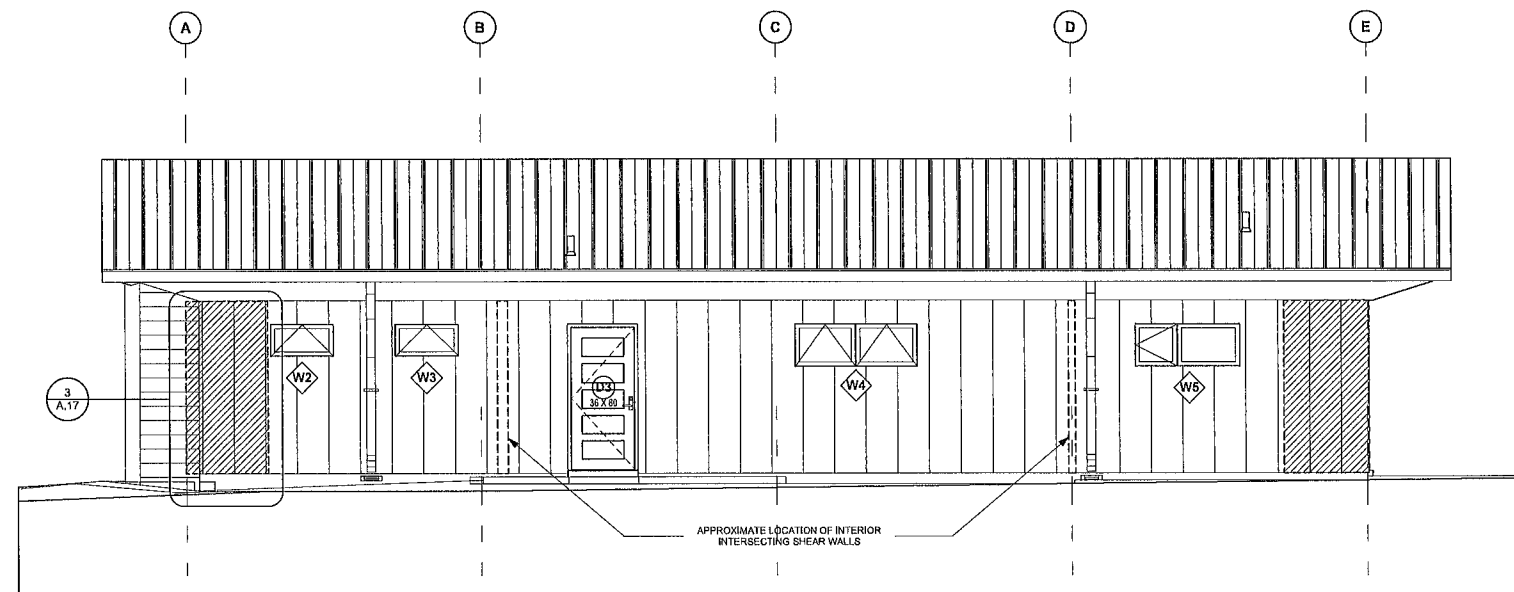 A
B
C
D
E
W2
W3
D3
36 X 80
W4
W5
3
A.17
APPROXIMATE LOCATION OF INTERIOR
INTERSECTING SHEAR WALLS